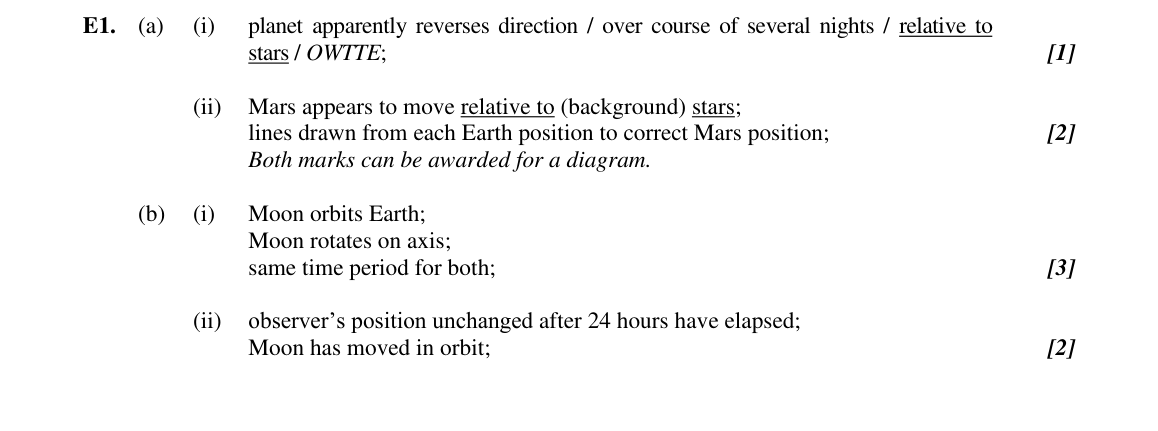 E1. (a) (i) planet apparently reverses direction / over course of several nights / relative to
stars / OWTTE; [1]
(ii) Mars appears to move relative to (background) stars;
lines drawn from each Earth position to correct Mars position; [2]
Both marks can be awarded for a diagram.
(b) (i) Moon orbits Earth;
Moon rotates on axis;
same time period for both; [3]
(ii) observer's position unchanged after 24 hours have elapsed;
Moon has moved in orbit; [2]